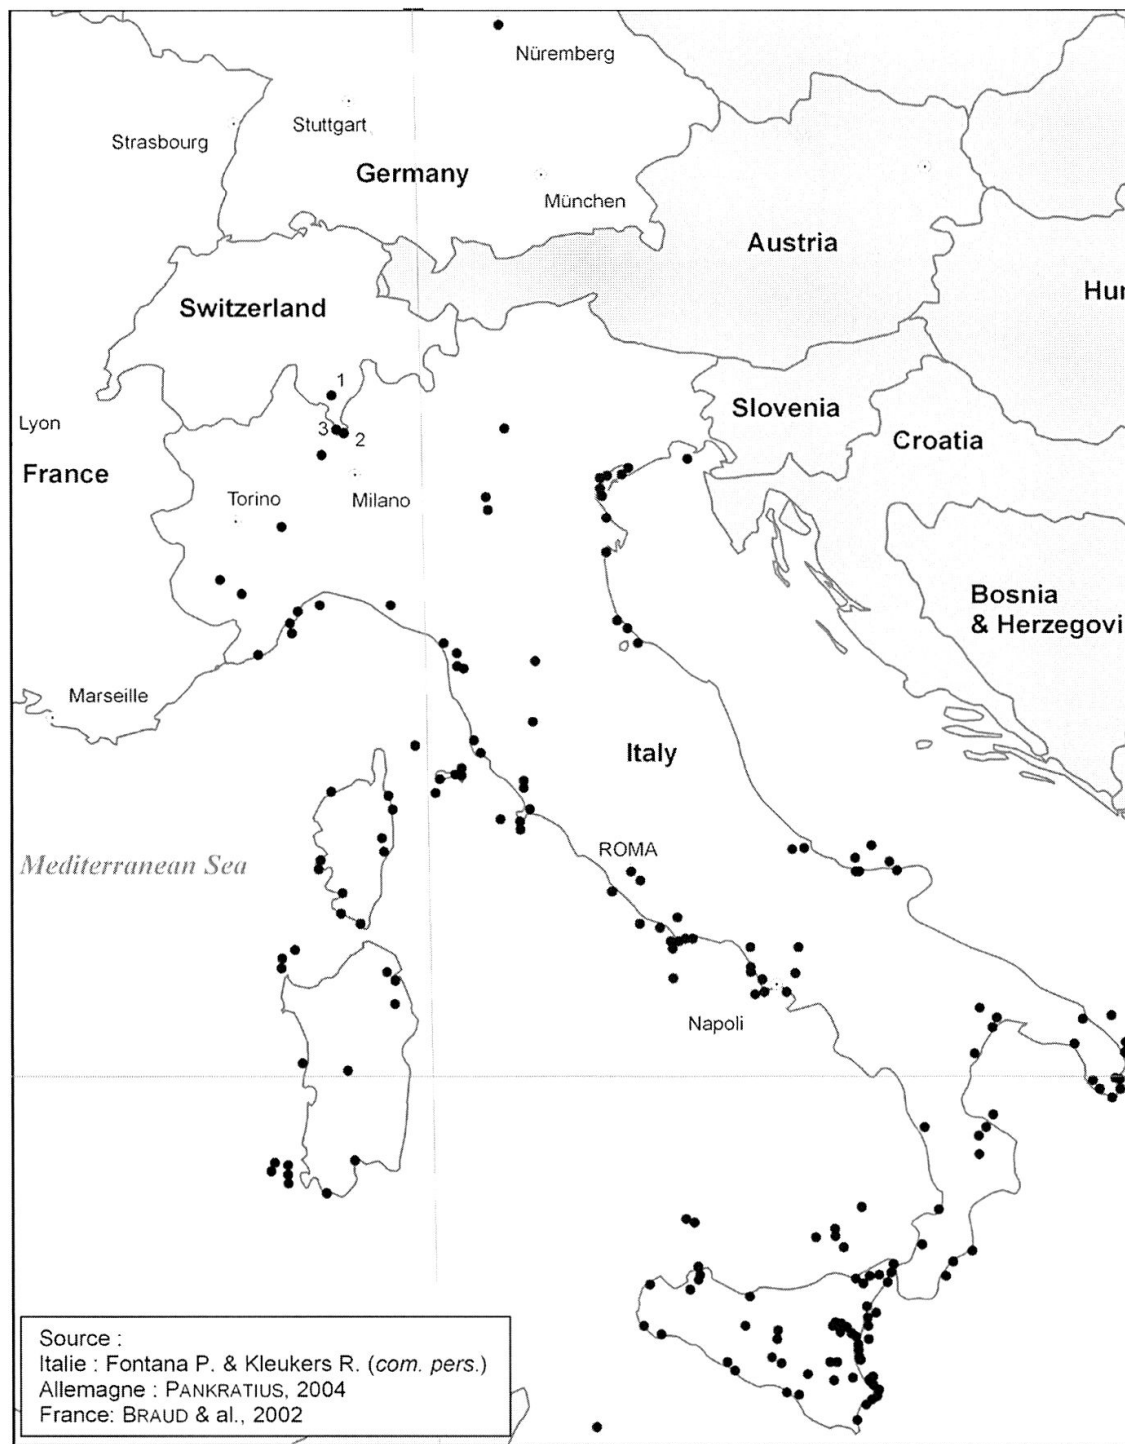 Nüremberg
Stuttgart
Strasbourg
Germany
München
Austria
Hur
Switzerland
1
Slovenia
Lyon
3
2
Croatia
France
Torino
Milano
Bosnia
& Herzegovi
Marseille
Italy
ROMA
Mediterranean Sea
Napoli
Source :
Italie : Fontana P. & Kleukers R. (com. pers.)
Allemagne : PANKRATIUS, 2004
France: BRAUD & al., 2002